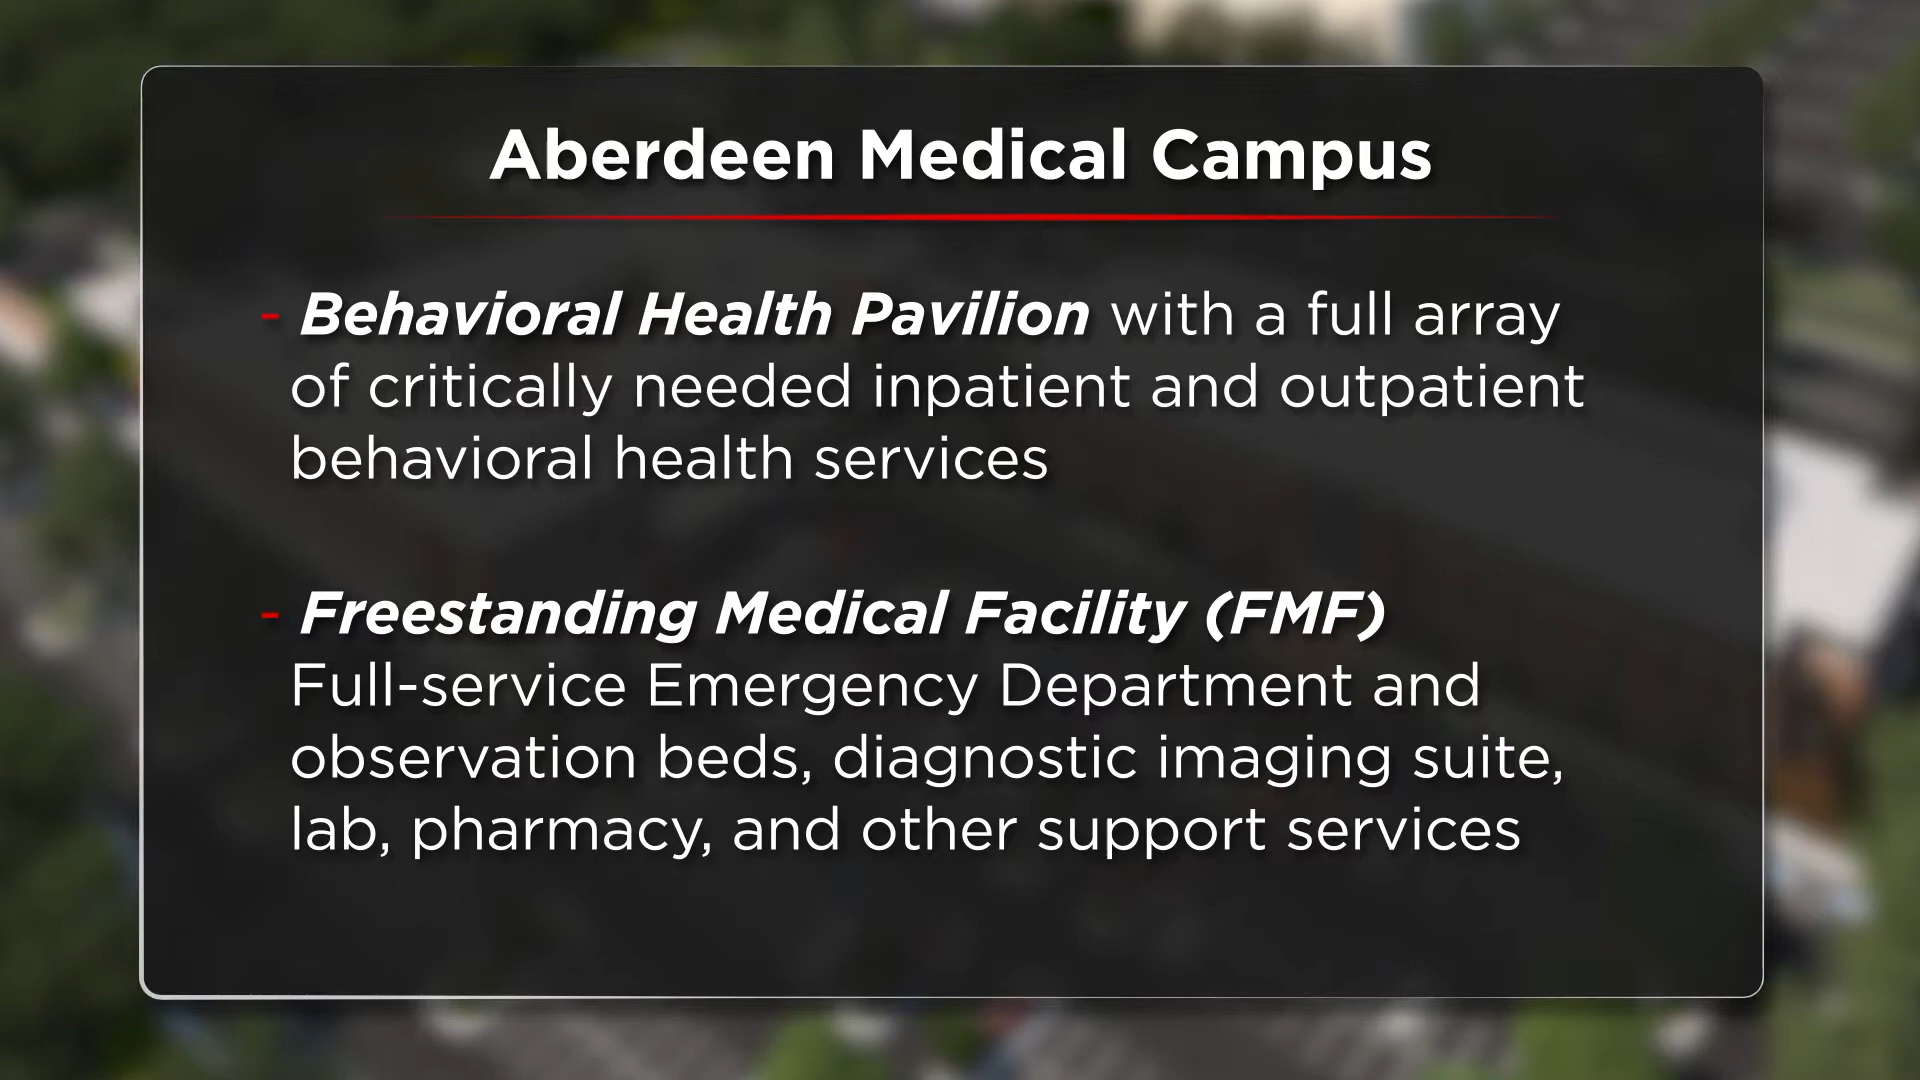 Aberdeen Medical Campus
- Behavioral Health Pavilion with a full array
of critically needed inpatient and outpatient
behavioral health services
- Freestanding Medical Facility (FMF)
Full-service Emergency Department and
observation beds, diagnostic imaging suite,
lab, pharmacy, and other support services